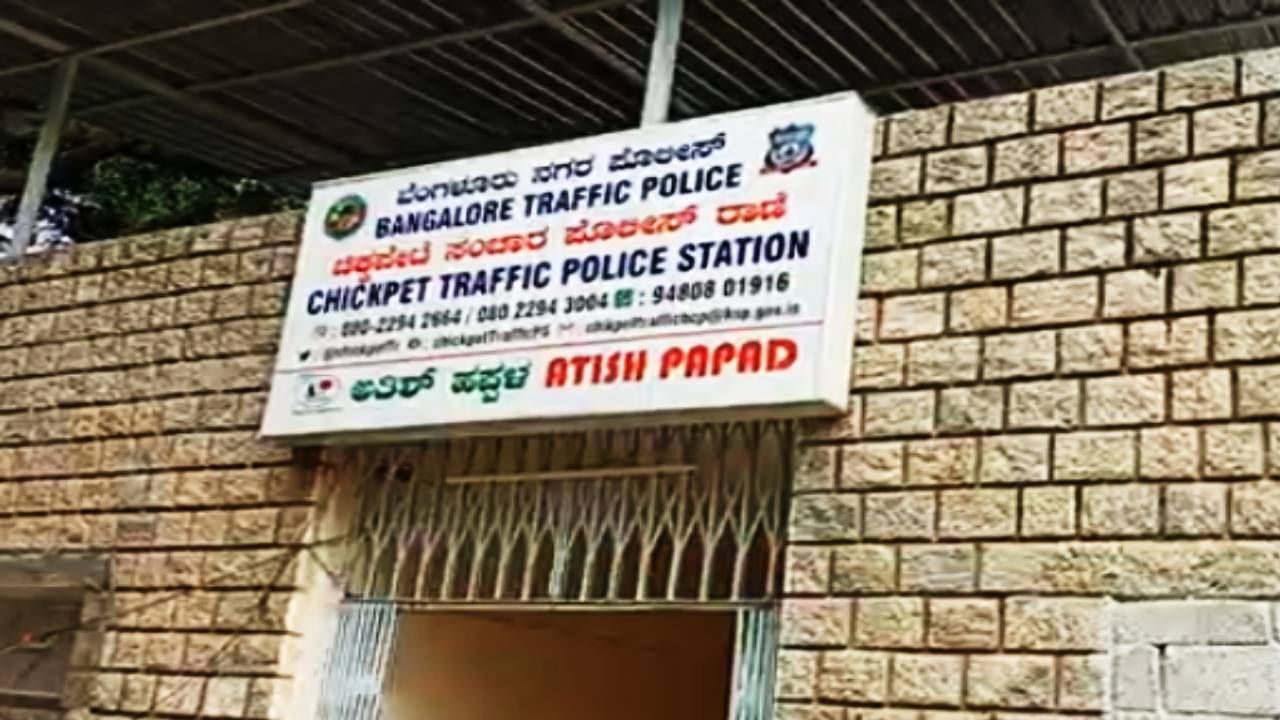 ಬೆಂಗಳೂರು ನಗರ ಪೊಲೀಸ್
BANGALORE TRAFFIC POLICE
ಚಿಕ್ಕಪೇಟೆ ಸಂಚಾರ ಪೊಲೀಸ್ ಠಾಣೆ
CHICKPET TRAFFIC POLICE STATION
: 080-2294 2664 / 080 2294 3004 : 94808 01916
ಅತಿಶ್ ಹಪ್ಪಳ ATISH PAPAD